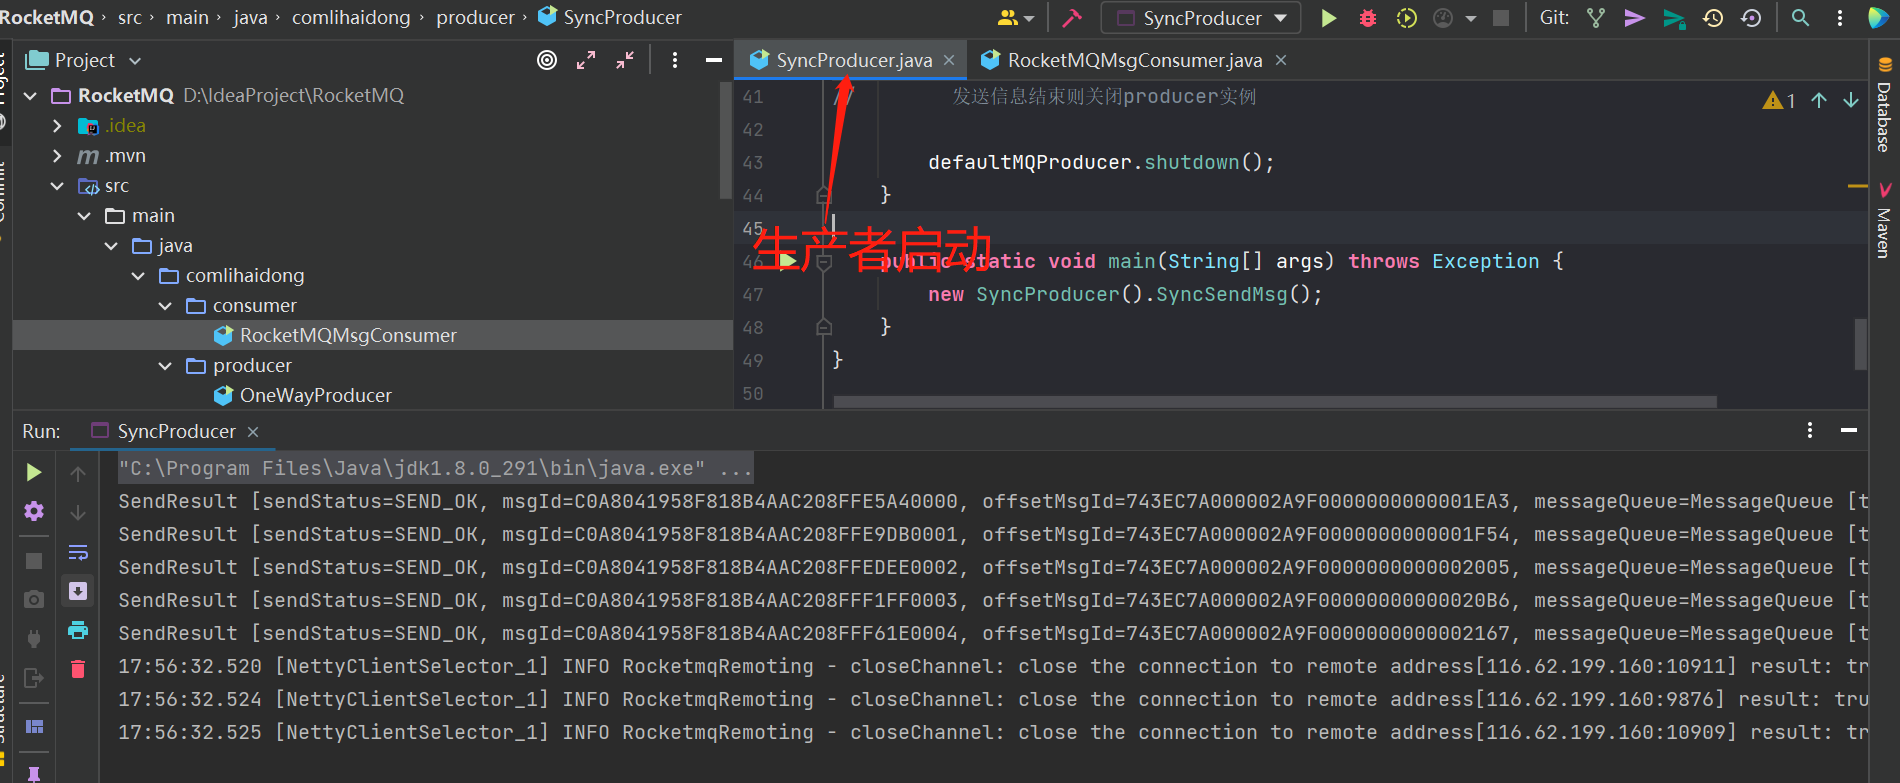 RocketMQ › src › main › java › comlihaidong › producer › SyncProducer
SyncProducer
Git:
Project
RocketMQ D:\IdeaProject\RocketMQ
.idea
.mvn
src
main
java
comlihaidong
consumer
RocketMQMsgConsumer
producer
OneWayProducer
SyncProducer.java
RocketMQMsgConsumer.java
1
41 // 发送信息结束则关闭producer实例
42
43 defaultMQProducer.shutdown();
44 }
45
生产者启动
46 public static void main(String[] args) throws Exception {
47 new SyncProducer().SyncSendMsg();
48 }
49 }
50
Database
Maven
Run: SyncProducer
"C:\Program Files\Java\jdk1.8.0_291\bin\java.exe" ...
SendResult [sendStatus=SEND_OK, msgId=C0A8041958F818B4AAC208FFE5A40000, offsetMsgId=743EC7A000002A9F0000000000001EA3, messageQueue=MessageQueue [t
SendResult [sendStatus=SEND_OK, msgId=C0A8041958F818B4AAC208FFE9DB0001, offsetMsgId=743EC7A000002A9F0000000000001F54, messageQueue=MessageQueue [t
SendResult [sendStatus=SEND_OK, msgId=C0A8041958F818B4AAC208FFEDEE0002, offsetMsgId=743EC7A000002A9F0000000000002005, messageQueue=MessageQueue [t
SendResult [sendStatus=SEND_OK, msgId=C0A8041958F818B4AAC208FFF1FF0003, offsetMsgId=743EC7A000002A9F00000000000020B6, messageQueue=MessageQueue [t
SendResult [sendStatus=SEND_OK, msgId=C0A8041958F818B4AAC208FFF61E0004, offsetMsgId=743EC7A000002A9F0000000000002167, messageQueue=MessageQueue [t
17:56:32.520 [NettyClientSelector_1] INFO RocketmqRemoting - closeChannel: close the connection to remote address[116.62.199.160:10911] result: tr
17:56:32.524 [NettyClientSelector_1] INFO RocketmqRemoting - closeChannel: close the connection to remote address[116.62.199.160:9876] result: tru
17:56:32.525 [NettyClientSelector_1] INFO RocketmqRemoting - closeChannel: close the connection to remote address[116.62.199.160:10909] result: tr